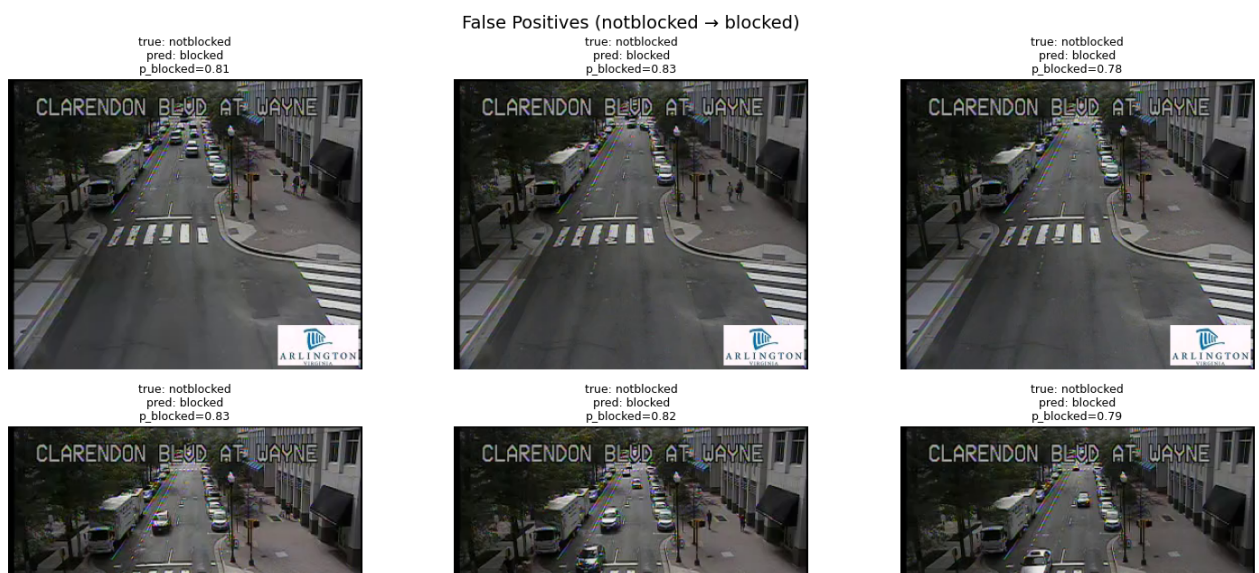 False Positives (notblocked → blocked)
true: notblocked
pred: blocked
p_blocked=0.81
CLARENDON BLVD AT WAYNE
ARLINGTON
VIRGINIA
true: notblocked
pred: blocked
p_blocked=0.83
CLARENDON BLVD AT WAYNE
ARLINGTON
VIRGINIA
true: notblocked
pred: blocked
p_blocked=0.78
CLARENDON BLVD AT WAYNE
ARLINGTON
VIRGINIA
true: notblocked
pred: blocked
p_blocked=0.83
CLARENDON BLVD AT WAYNE
true: notblocked
pred: blocked
p_blocked=0.82
CLARENDON BLVD AT WAYNE
true: notblocked
pred: blocked
p_blocked=0.79
CLARENDON BLVD AT WAYNE